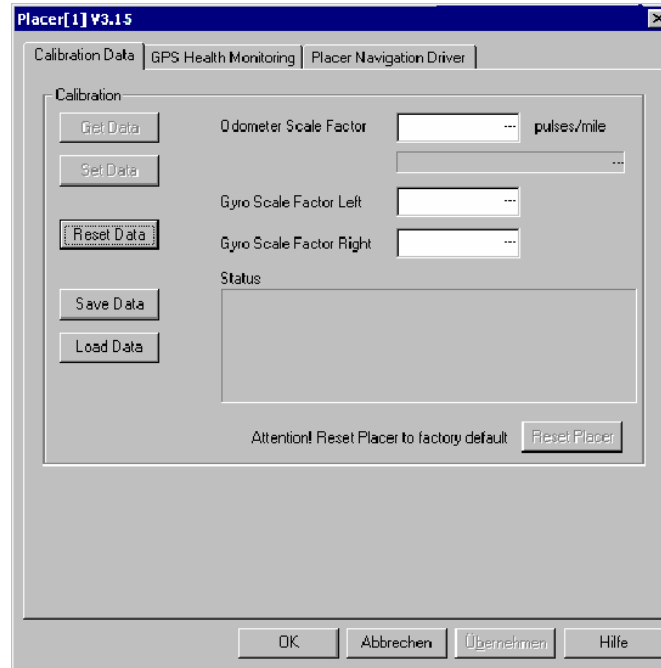 Placer[1] V3.15
Calibration Data GPS Health Monitoring Placer Navigation Driver
Calibration
Get Data Odometer Scale Factor --- pulses/mile
Set Data ---
Gyro Scale Factor Left ---
Reset Data Gyro Scale Factor Right ---
Status
Save Data
Load Data
Attention! Reset Placer to factory default Reset Placer
OK Abbrechen Übernehmen Hilfe